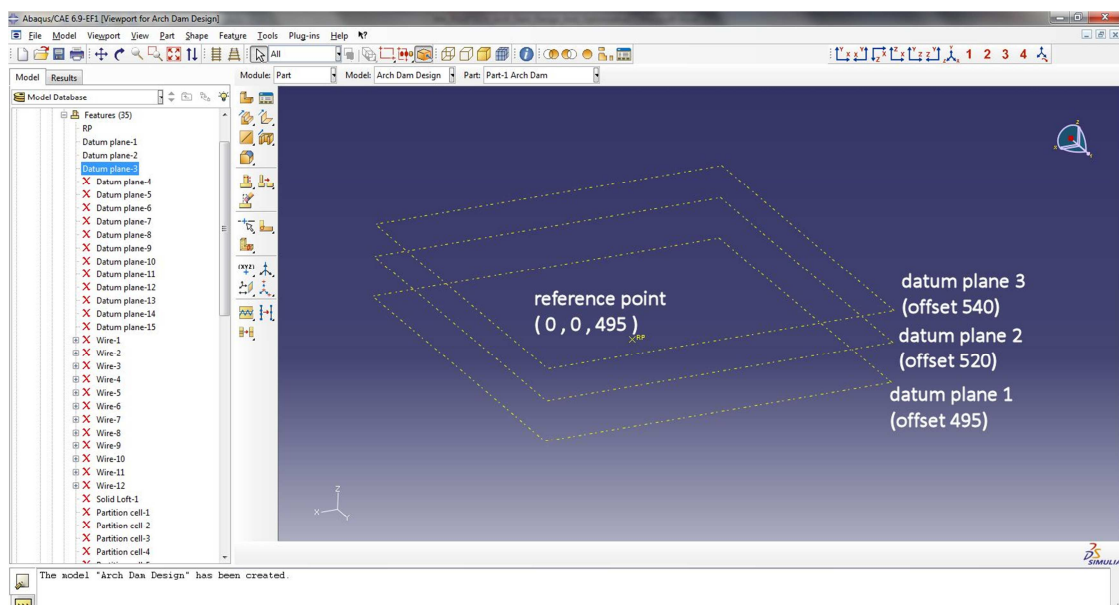 Abaqus/CAE 6.9-EF1 [Viewport for Arch Dam Design]
File Model Viewport View Part Shape Feature Tools Plug-ins Help
All
1 2 3 4
Model Results
Module: Part Model: Arch Dam Design Part: Part-1 Arch Dam
Model Database
Features (35)
RP
Datum plane-1
Datum plane-2
Datum plane-3
Datum plane-4
Datum plane-5
Datum plane-6
Datum plane-7
Datum plane-8
Datum plane-9
Datum plane-10
Datum plane-11
Datum plane-12
Datum plane-13
Datum plane-14
Datum plane-15
Wire-1
Wire-2
Wire-3
Wire-4
Wire-5
Wire-6
Wire-7
Wire-8
Wire-9
Wire-10
Wire-11
Wire-12
Solid Loft-1
Partition cell-1
Partition cell-2
Partition cell-3
Partition cell-4
reference point
( 0 , 0 , 495 )
RP
datum plane 3
(offset 540)
datum plane 2
(offset 520)
datum plane 1
(offset 495)
Z
X
Y
SIMULIA
The model "Arch Dam Design" has been created.